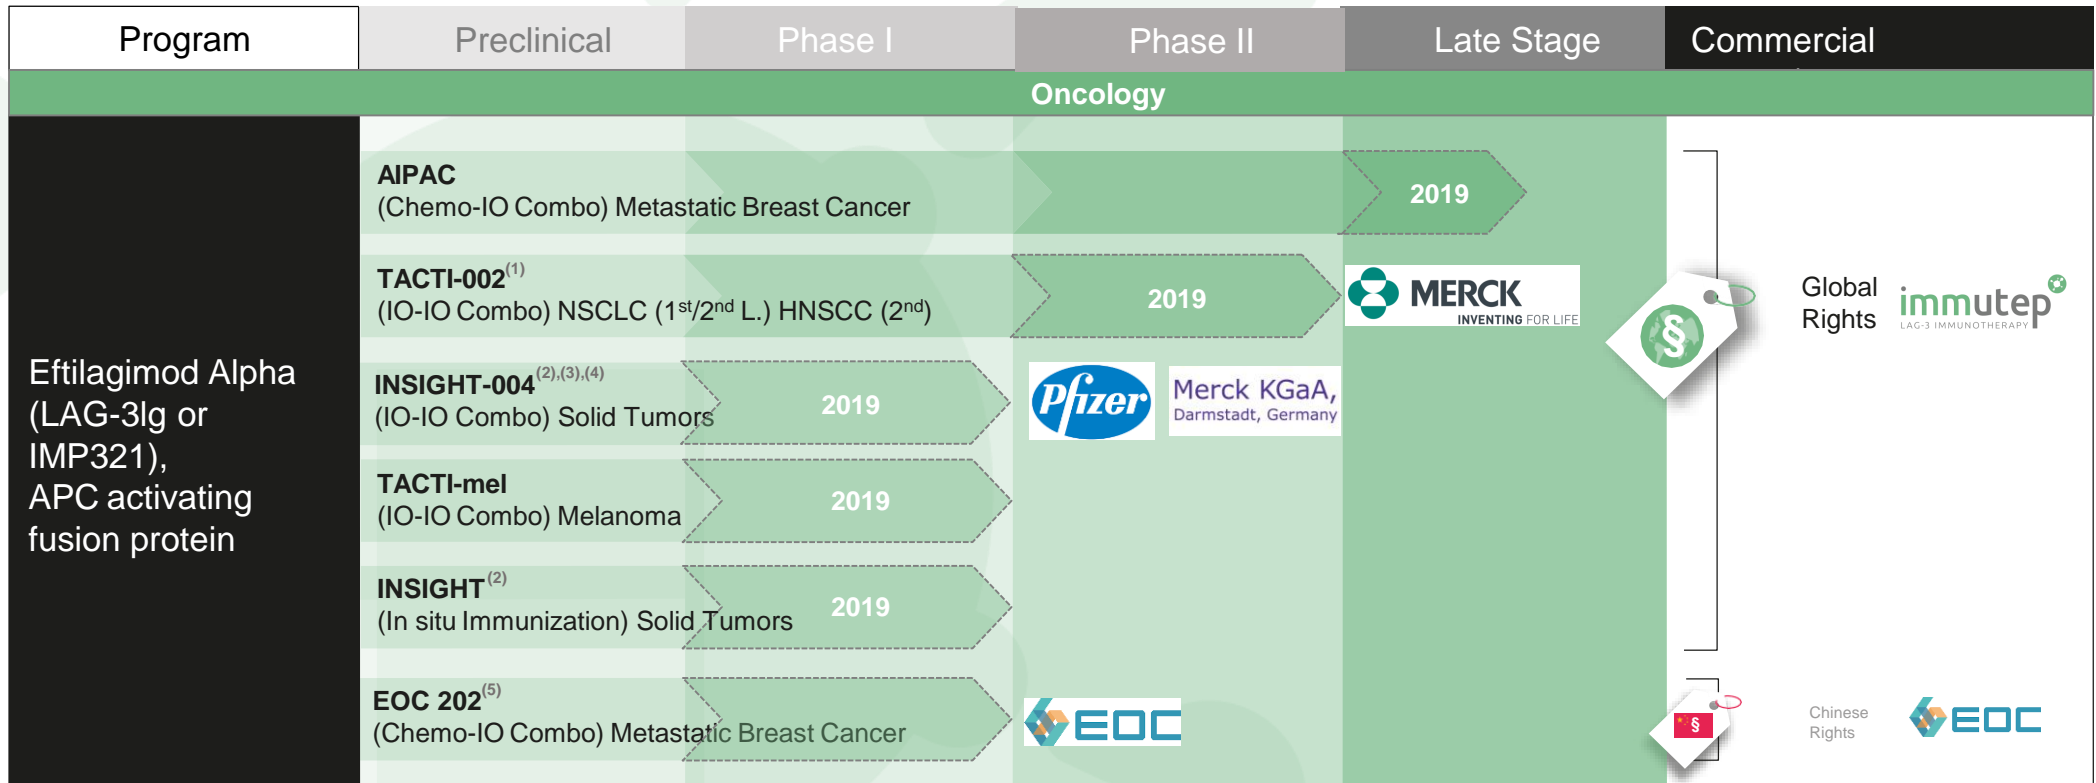 Program
Preclinical
Phase I
Phase II
Late Stage
Commercial
Oncology
Eftilagimod Alpha
(LAG-3Ig or
IMP321),
APC activating
fusion protein
AIPAC
(Chemo-IO Combo) Metastatic Breast Cancer
2019
TACTI-002(1)
(IO-IO Combo) NSCLC (1st/2nd L.) HNSCC (2nd)
2019
MERCK
INVENTING FOR LIFE
INSIGHT-004(2),(3),(4)
(IO-IO Combo) Solid Tumors
2019
Pfizer
Merck KGaA,
Darmstadt, Germany
TACTI-mel
(IO-IO Combo) Melanoma
2019
INSIGHT(2)
(In situ Immunization) Solid Tumors
2019
EOC 202(5)
(Chemo-IO Combo) Metastatic Breast Cancer
EOC
§
Global
Rights
immutep
LAG-3 IMMUNOTHERAPY
§
Chinese
Rights
EOC